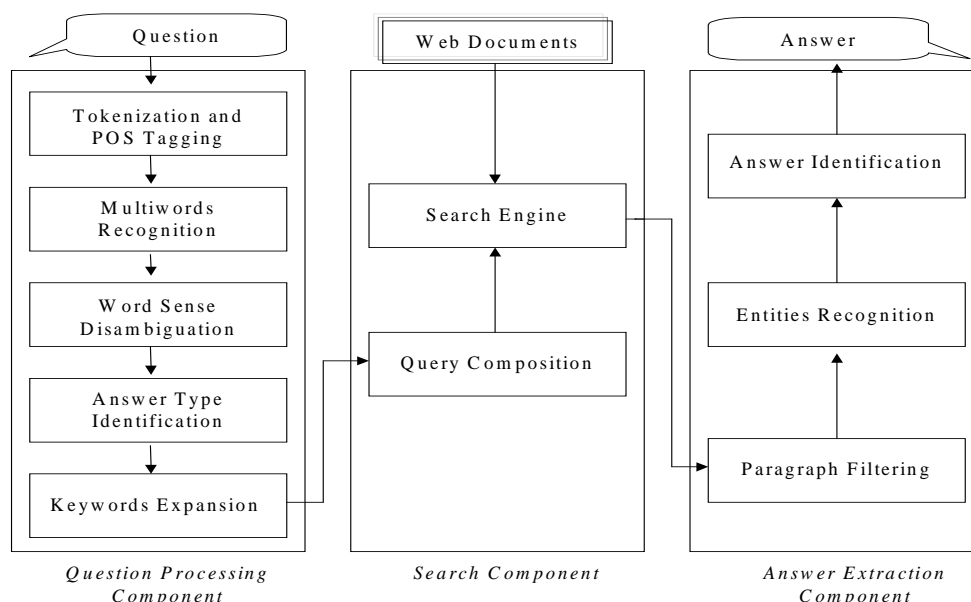 Question
Tokenization and
POS Tagging
Multiwords
Recognition
Word Sense
Disambiguation
Answer Type
Identification
Keywords Expansion
Question Processing
Component
Web Documents
Search Engine
Query Composition
Search Component
Answer
Answer Identification
Entities Recognition
Paragraph Filtering
Answer Extraction
Component